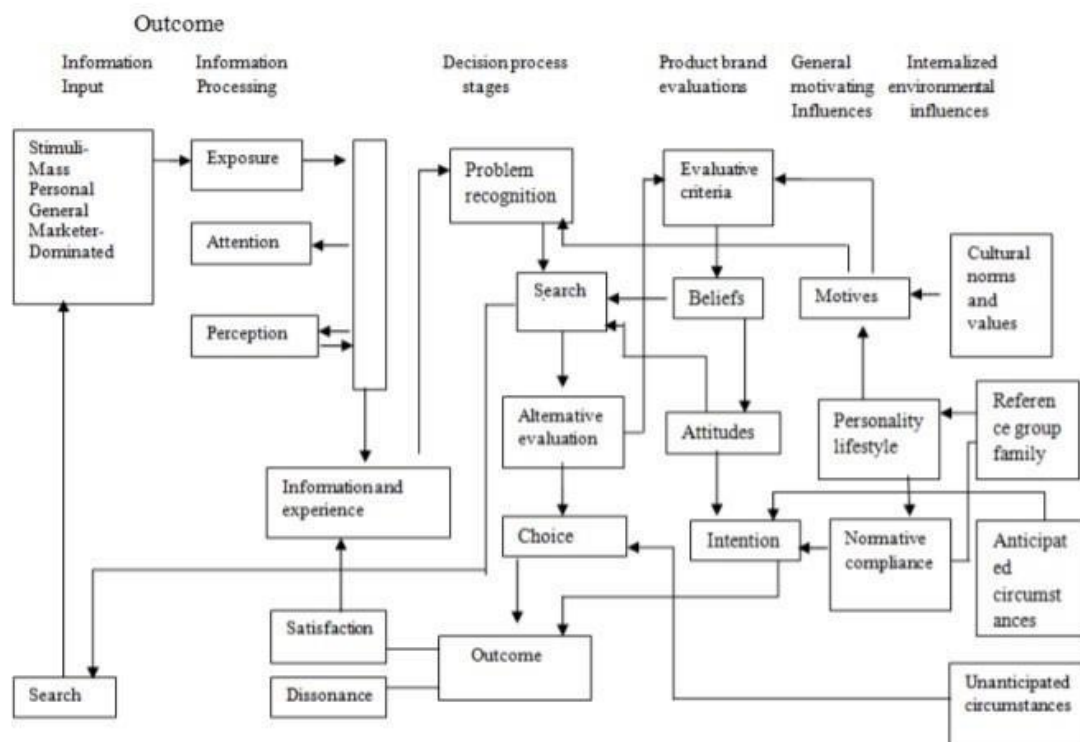 Outcome
Information
Input
Information
Processing
Decision process
stages
Product brand
evaluations
General
motivating
Influences
Internalized
environmental
influences
Stimuli-
Mass
Personal
General
Marketer-
Dominated
Exposure
Attention
Perception
Information and
experience
Satisfaction
Dissonance
Search
Problem
recognition
Search
Alternative
evaluation
Choice
Outcome
Evaluative
criteria
Beliefs
Attitudes
Intention
Motives
Personality
lifestyle
Normative
compliance
Cultural
norms
and
values
Referen
ce group
family
Anticipat
ed
circumst
ances
Unanticipated
circumstances